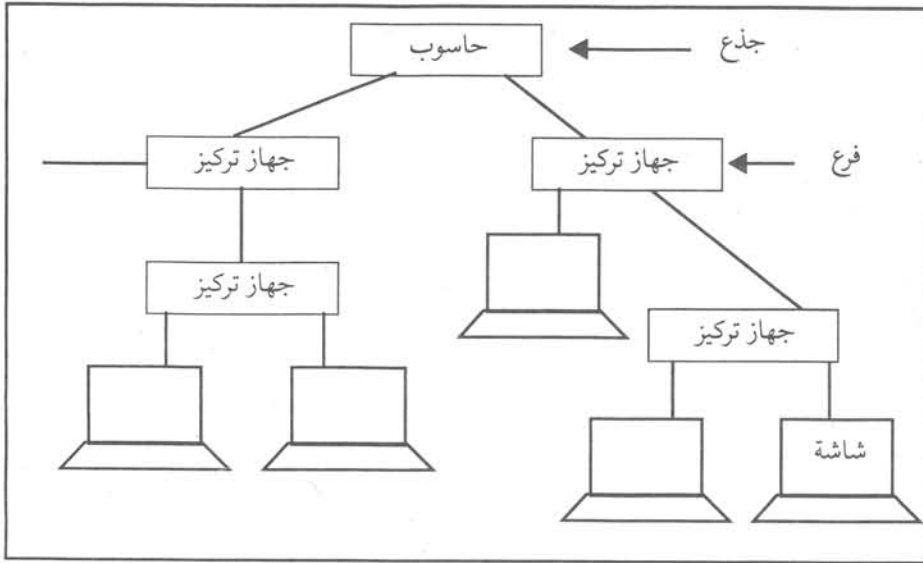 حاسوب
جذع
جهاز تركيز
جهاز تركيز
فرع
جهاز تركيز
جهاز تركيز
شاشة